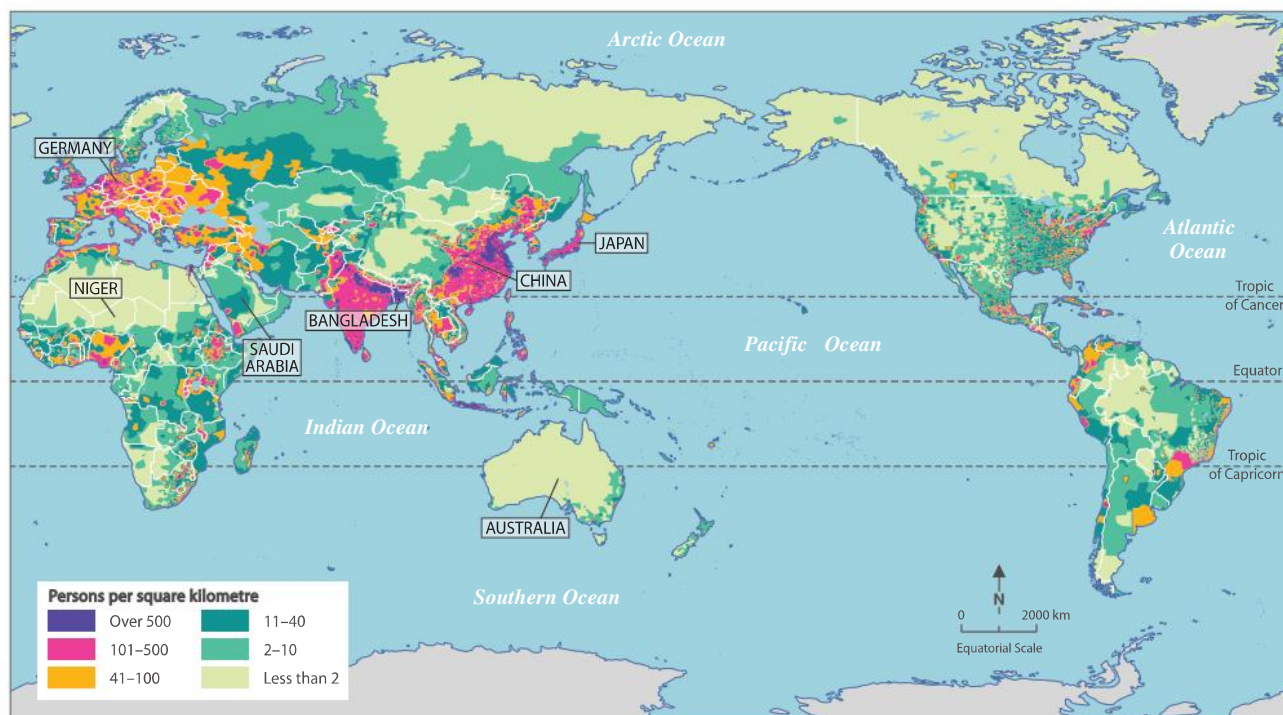 Arctic Ocean
GERMANY
Atlantic
Ocean
JAPAN
CHINA
NIGER
BANGLADESH
Tropic
of Cancer
SAUDI
ARABIA
Pacific Ocean
Equator
Indian Ocean
Tropic
of Capricorn
AUSTRALIA
Southern Ocean
Persons per square kilometre
Over 500
11–40
101–500
2–10
41–100
Less than 2
N
0 2000 km
Equatorial Scale